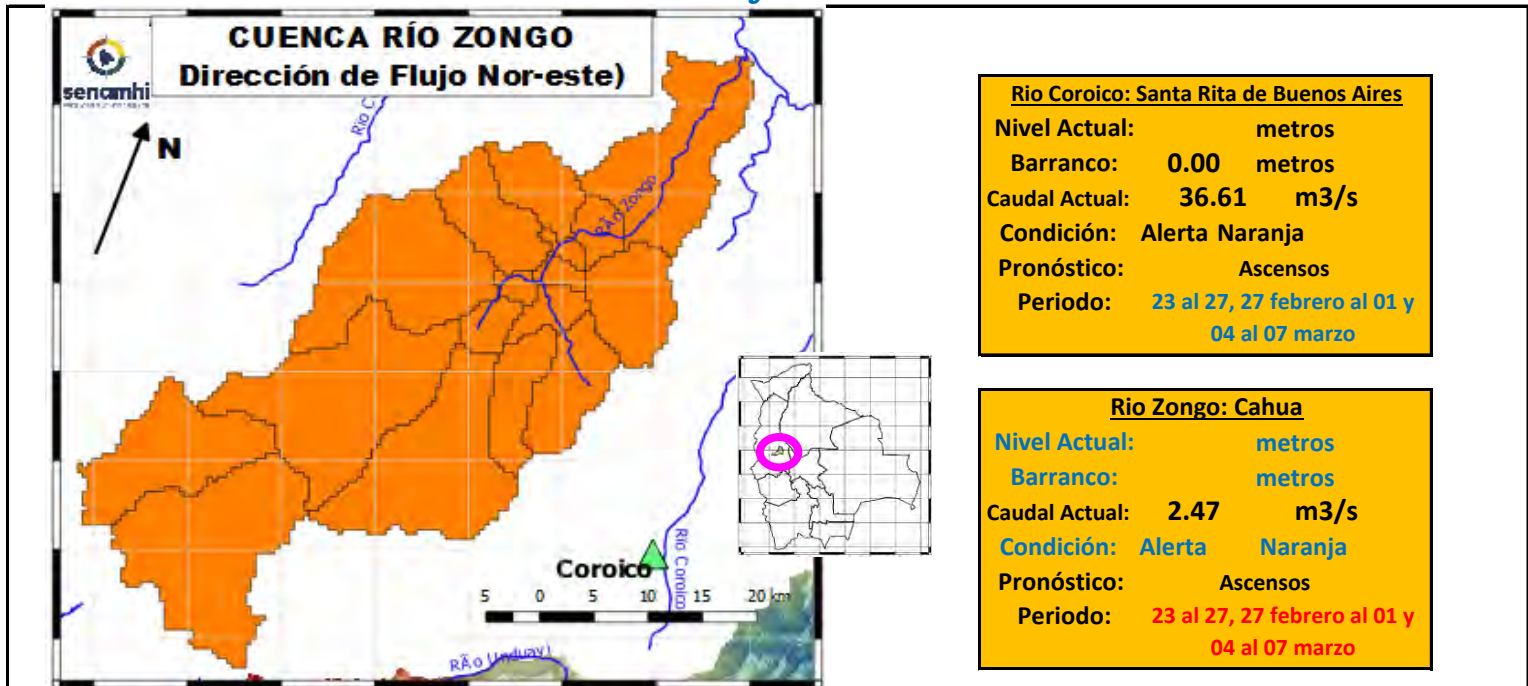 CUENCA RÍO ZONGO
Dirección de Flujo Nor-este)
senamhi
N
Río C
RÃo Zongo
Coroico
Río Coroico
5 0 5 10 15 20 km
RÃo Unduavi
Rio Coroico: Santa Rita de Buenos Aires
Nivel Actual: metros
Barranco: 0.00 metros
Caudal Actual: 36.61 m3/s
Condición: Alerta Naranja
Pronóstico: Ascensos
Periodo: 23 al 27, 27 febrero al 01 y
04 al 07 marzo
Rio Zongo: Cahua
Nivel Actual: metros
Barranco: metros
Caudal Actual: 2.47 m3/s
Condición: Alerta Naranja
Pronóstico: Ascensos
Periodo: 23 al 27, 27 febrero al 01 y
04 al 07 marzo